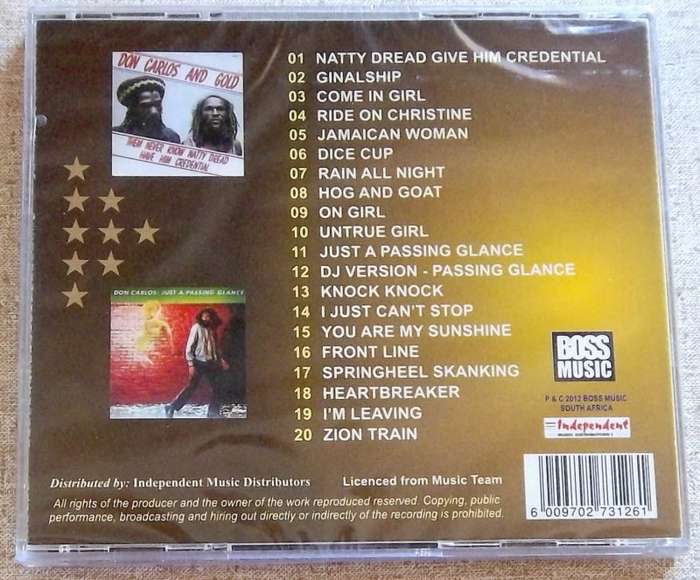 DON CARLOS AND GOLD
THEM NEVER KNOW NATTY DREAD
HAVE HIM CREDENTIAL
DON CARLOS: JUST A PASSING GLANCE
01 NATTY DREAD GIVE HIM CREDENTIAL
02 GINALSHIP
03 COME IN GIRL
04 RIDE ON CHRISTINE
05 JAMAICAN WOMAN
06 DICE CUP
07 RAIN ALL NIGHT
08 HOG AND GOAT
09 ON GIRL
10 UNTRUE GIRL
11 JUST A PASSING GLANCE
12 DJ VERSION - PASSING GLANCE
13 KNOCK KNOCK
14 I JUST CAN'T STOP
15 YOU ARE MY SUNSHINE
16 FRONT LINE
17 SPRINGHEEL SKANKING
18 HEARTBREAKER
19 I'M LEAVING
20 ZION TRAIN
BOSS
MUSIC
P & C 2012 BOSS MUSIC
SOUTH AFRICA
Independent
Distributed by: Independent Music Distributors
Licenced from Music Team
All rights of the producer and the owner of the work reproduced reserved. Copying, public
performance, broadcasting and hiring out directly or indirectly of the recording is prohibited.
6 009702 731261